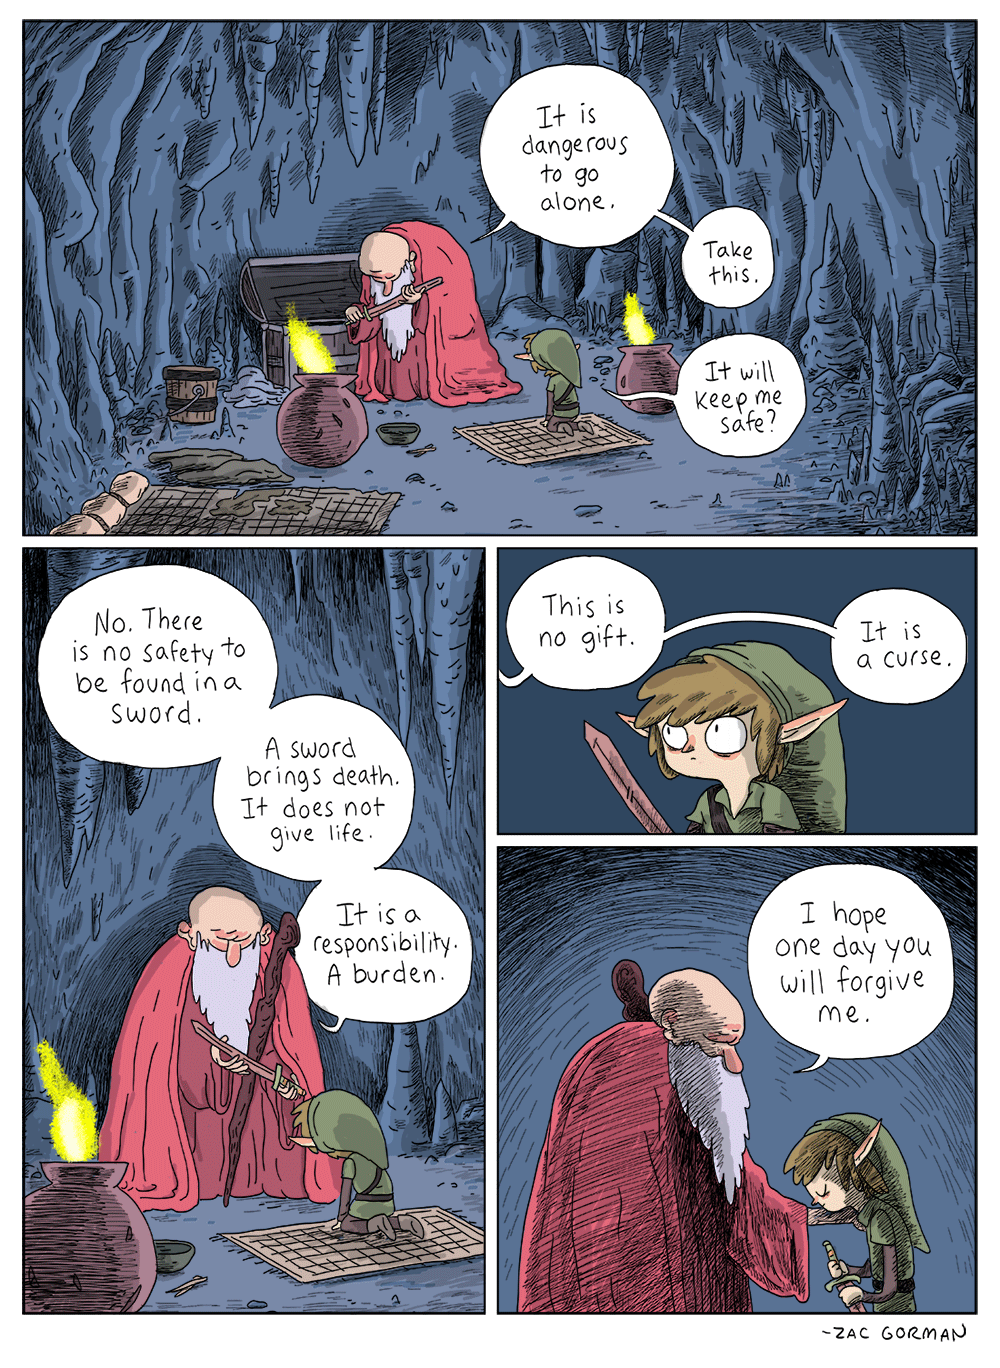 It is
dangerous
to go
alone.
Take
this.
It will
keep me
safe?
No. There
is no safety to
be found in a
sword.
A sword
brings death.
It does not
give life.
It is a
responsibility.
A burden.
This is
no gift.
It is
a curse.
I hope
one day you
will forgive
me.
-ZAC GORMAN